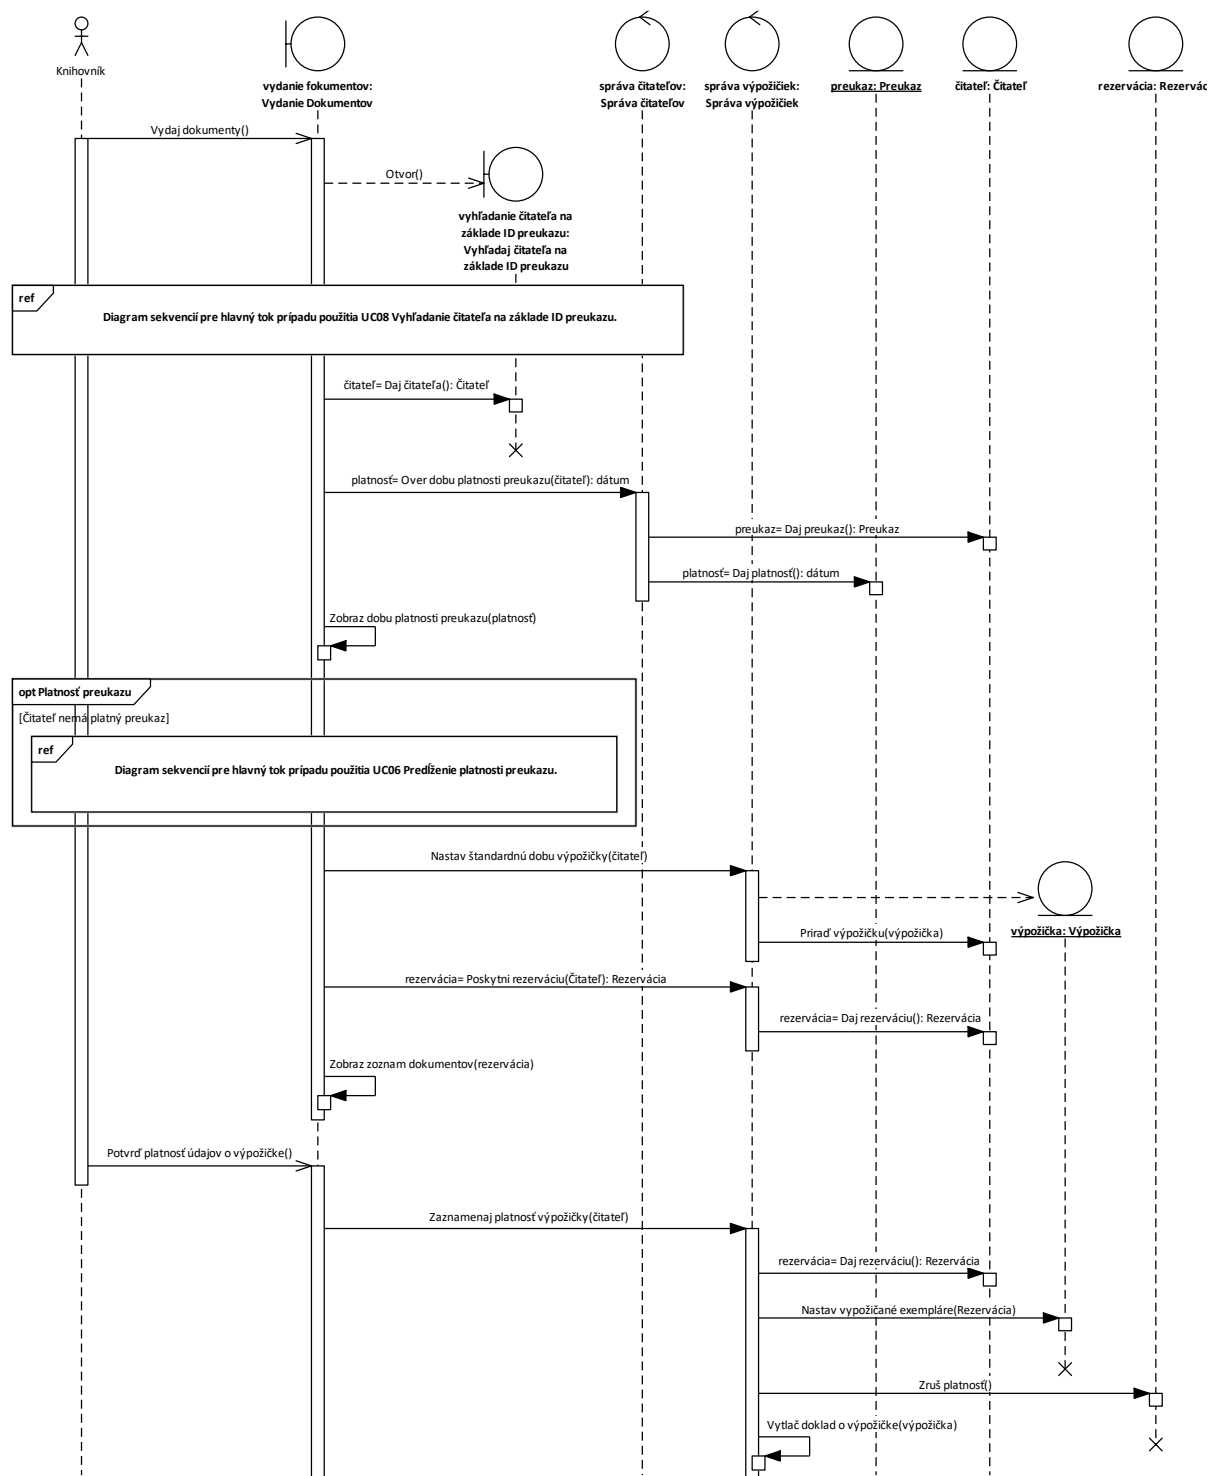 Knihovník
vydanie fokumentov:
Vydanie Dokumentov
správa čitateľov:
Správa čitateľov
správa výpožičiek:
Správa výpožičiek
preukaz: Preukaz
čitateľ: Čitateľ
rezervácia: Rezervác
Vydaj dokumenty()
Otvor()
vyhľadanie čitateľa na
základe ID preukazu:
Vyhľadaj čitateľa na
základe ID preukazu
ref
Diagram sekvencií pre hlavný tok prípadu použitia UC08 Vyhľadanie čitateľa na základe ID preukazu.
čitateľ= Daj čitateľa(): Čitateľ
platnosť= Over dobu platnosti preukazu(čitateľ): dátum
preukaz= Daj preukaz(): Preukaz
platnosť= Daj platnosť(): dátum
Zobraz dobu platnosti preukazu(platnosť)
opt Platnosť preukazu
[Čitateľ nemá platný preukaz]
ref
Diagram sekvencií pre hlavný tok prípadu použitia UC06 Predĺženie platnosti preukazu.
Nastav štandardnú dobu výpožičky(čitateľ)
výpožička: Výpožička
Priraď výpožičku(výpožička)
rezervácia= Poskytni rezerváciu(Čitateľ): Rezervácia
rezervácia= Daj rezerváciu(): Rezervácia
Zobraz zoznam dokumentov(rezervácia)
Potvrď platnosť údajov o výpožičke()
Zaznamenaj platnosť výpožičky(čitateľ)
rezervácia= Daj rezerváciu(): Rezervácia
Nastav vypožičané exempláre(Rezervácia)
Zruš platnosť()
Vytlač doklad o výpožičke(výpožička)